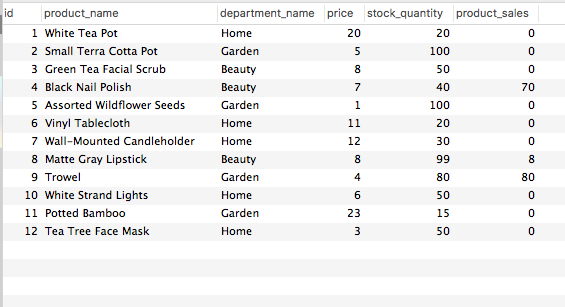 id product_name department_name price stock_quantity product_sales
1 White Tea Pot Home 20 20 0
2 Small Terra Cotta Pot Garden 5 100 0
3 Green Tea Facial Scrub Beauty 8 50 0
4 Black Nail Polish Beauty 7 40 70
5 Assorted Wildflower Seeds Garden 1 100 0
6 Vinyl Tablecloth Home 11 20 0
7 Wall-Mounted Candleholder Home 12 30 0
8 Matte Gray Lipstick Beauty 8 99 8
9 Trowel Garden 4 80 80
10 White Strand Lights Home 6 50 0
11 Potted Bamboo Garden 23 15 0
12 Tea Tree Face Mask Home 3 50 0